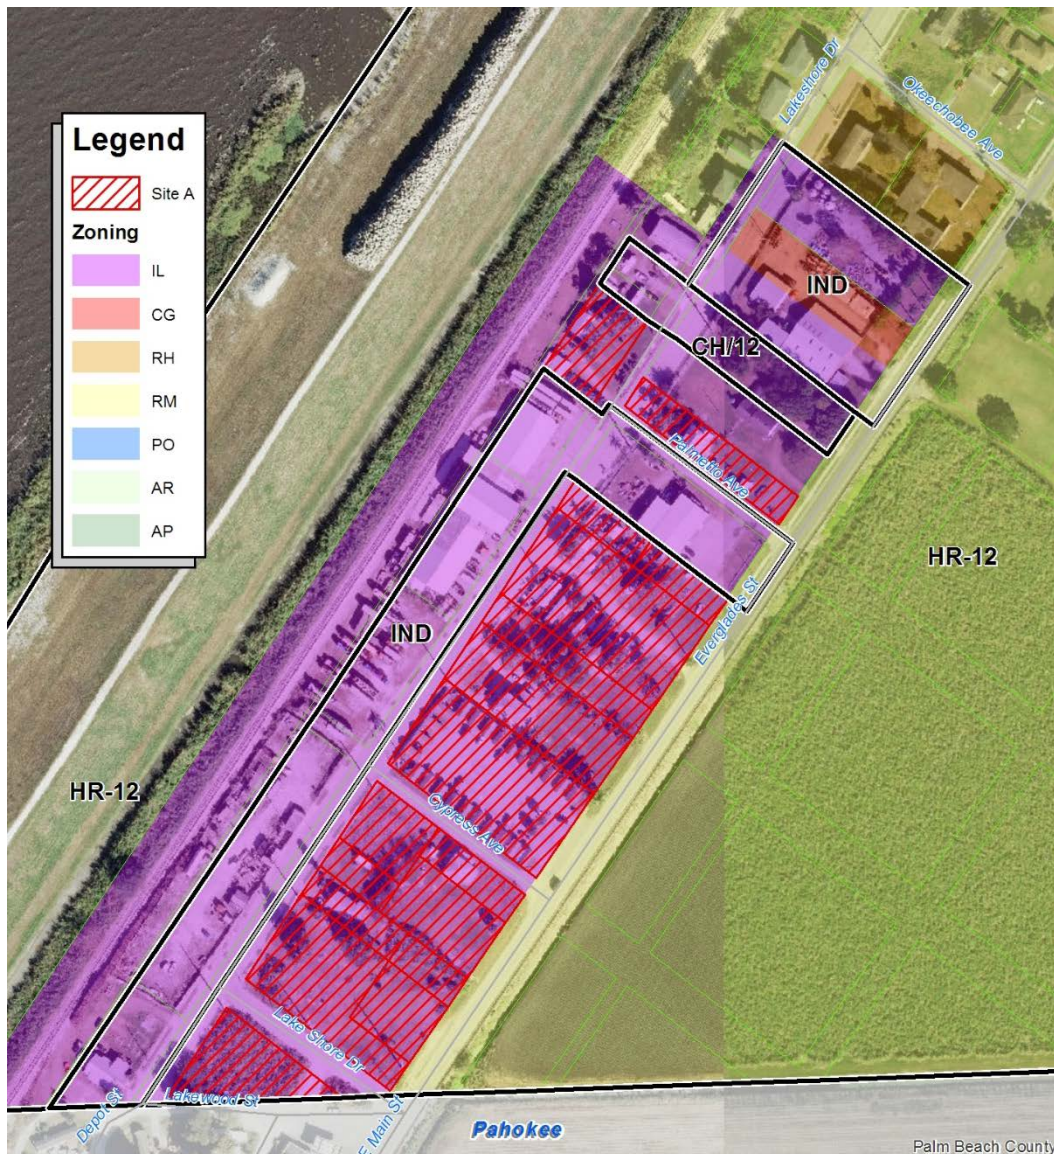 Legend
Site A
Zoning
IL
CG
RH
RM
PO
AR
AP
Lakeshore Dr
Okeechobee Ave
IND
CH/12
Palmetto Ave
HR-12
Everglades St
IND
HR-12
Cypress Ave
Lake Shore Dr
Lakewood St
Depot St
E Main St
Pahokee
Palm Beach County